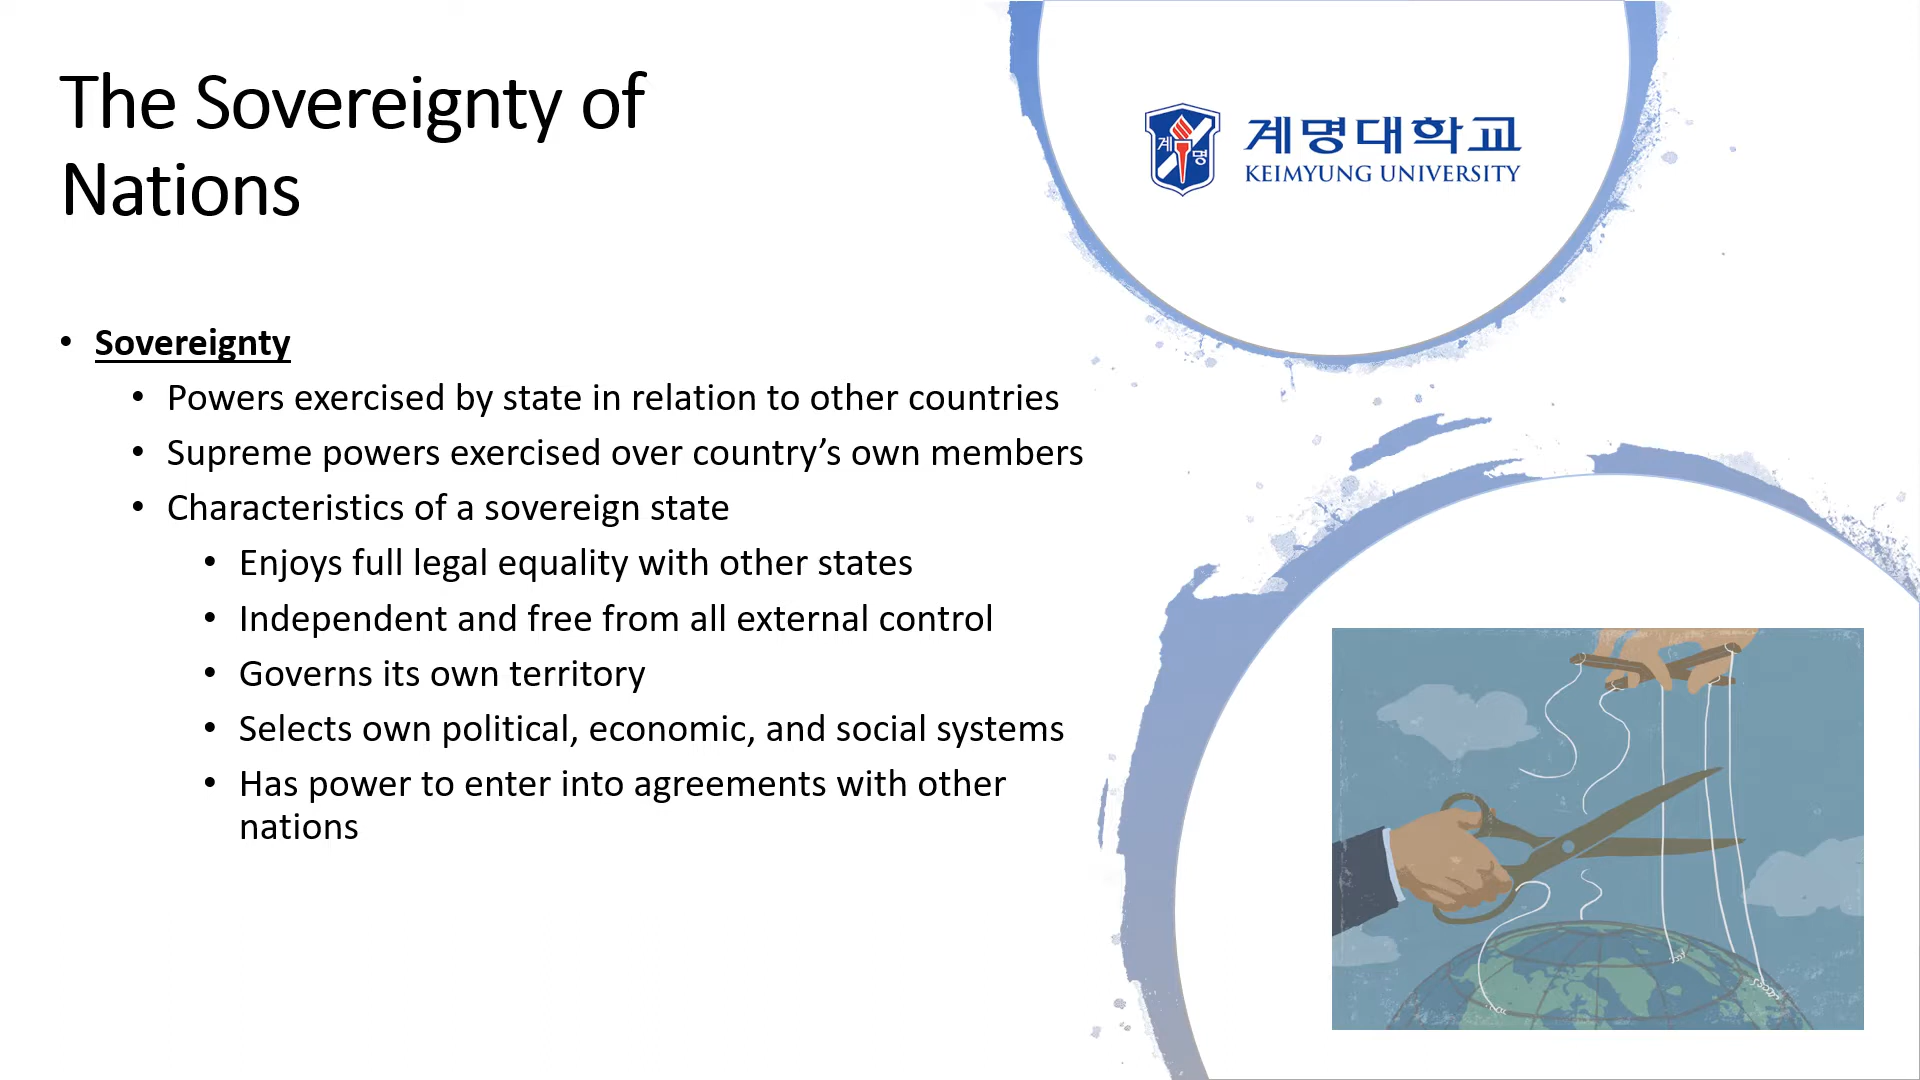 The Sovereignty of
Nations
계명대학교
KEIMYUNG UNIVERSITY
계
명
• Sovereignty
• Powers exercised by state in relation to other countries
• Supreme powers exercised over country’s own members
• Characteristics of a sovereign state
• Enjoys full legal equality with other states
• Independent and free from all external control
• Governs its own territory
• Selects own political, economic, and social systems
• Has power to enter into agreements with other
nations